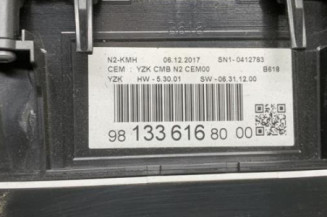 N2-KMH 06.12.2017 SN1-0412783
CEM : YZK CMB N2 CEM00 B618
YZK HW - 5.30.01 SW - 06.31.12.00
98 133 616 80 00